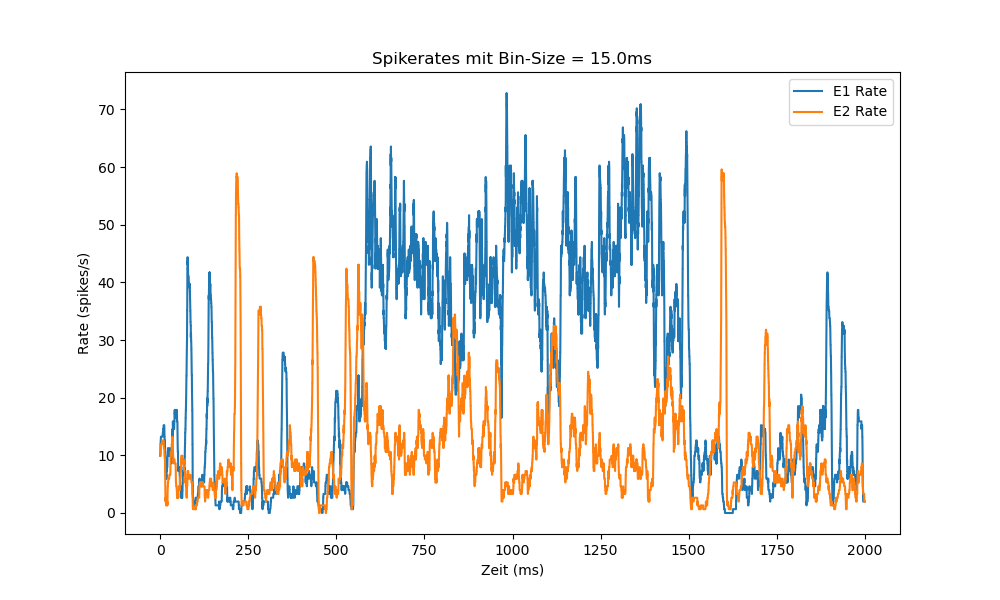 Spikerates mit Bin-Size = 15.0ms
E1 Rate
E2 Rate
Rate (spikes/s)
70
60
50
40
30
20
10
0
0 250 500 750 1000 1250 1500 1750 2000
Zeit (ms)